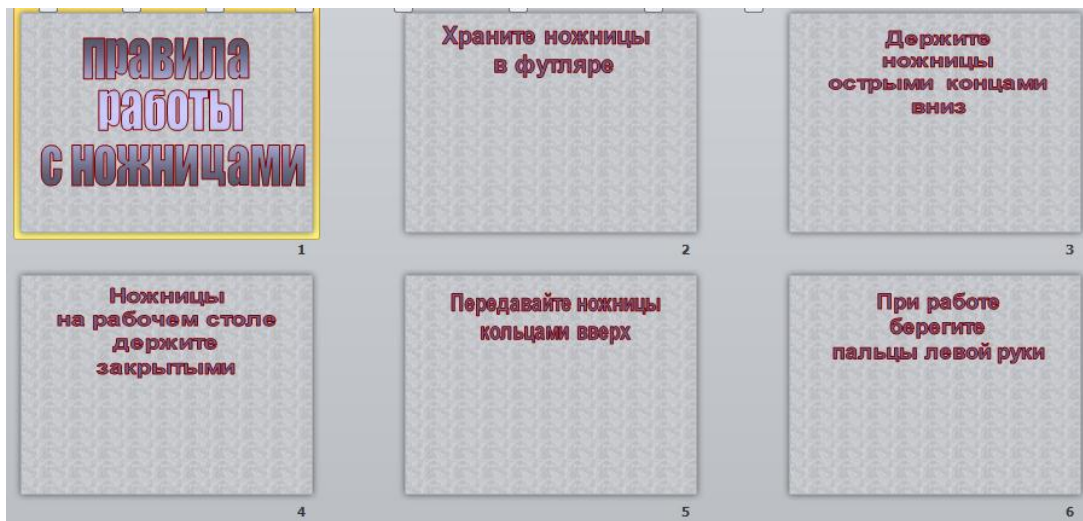 правила
работы
с ножницами
1
Храните ножницы
в футляре
2
Держите
ножницы
острыми концами
вниз
3
Ножницы
на рабочем столе
держите
закрытыми
4
Передавайте ножницы
кольцами вверх
5
При работе
берегите
пальцы левой руки
6